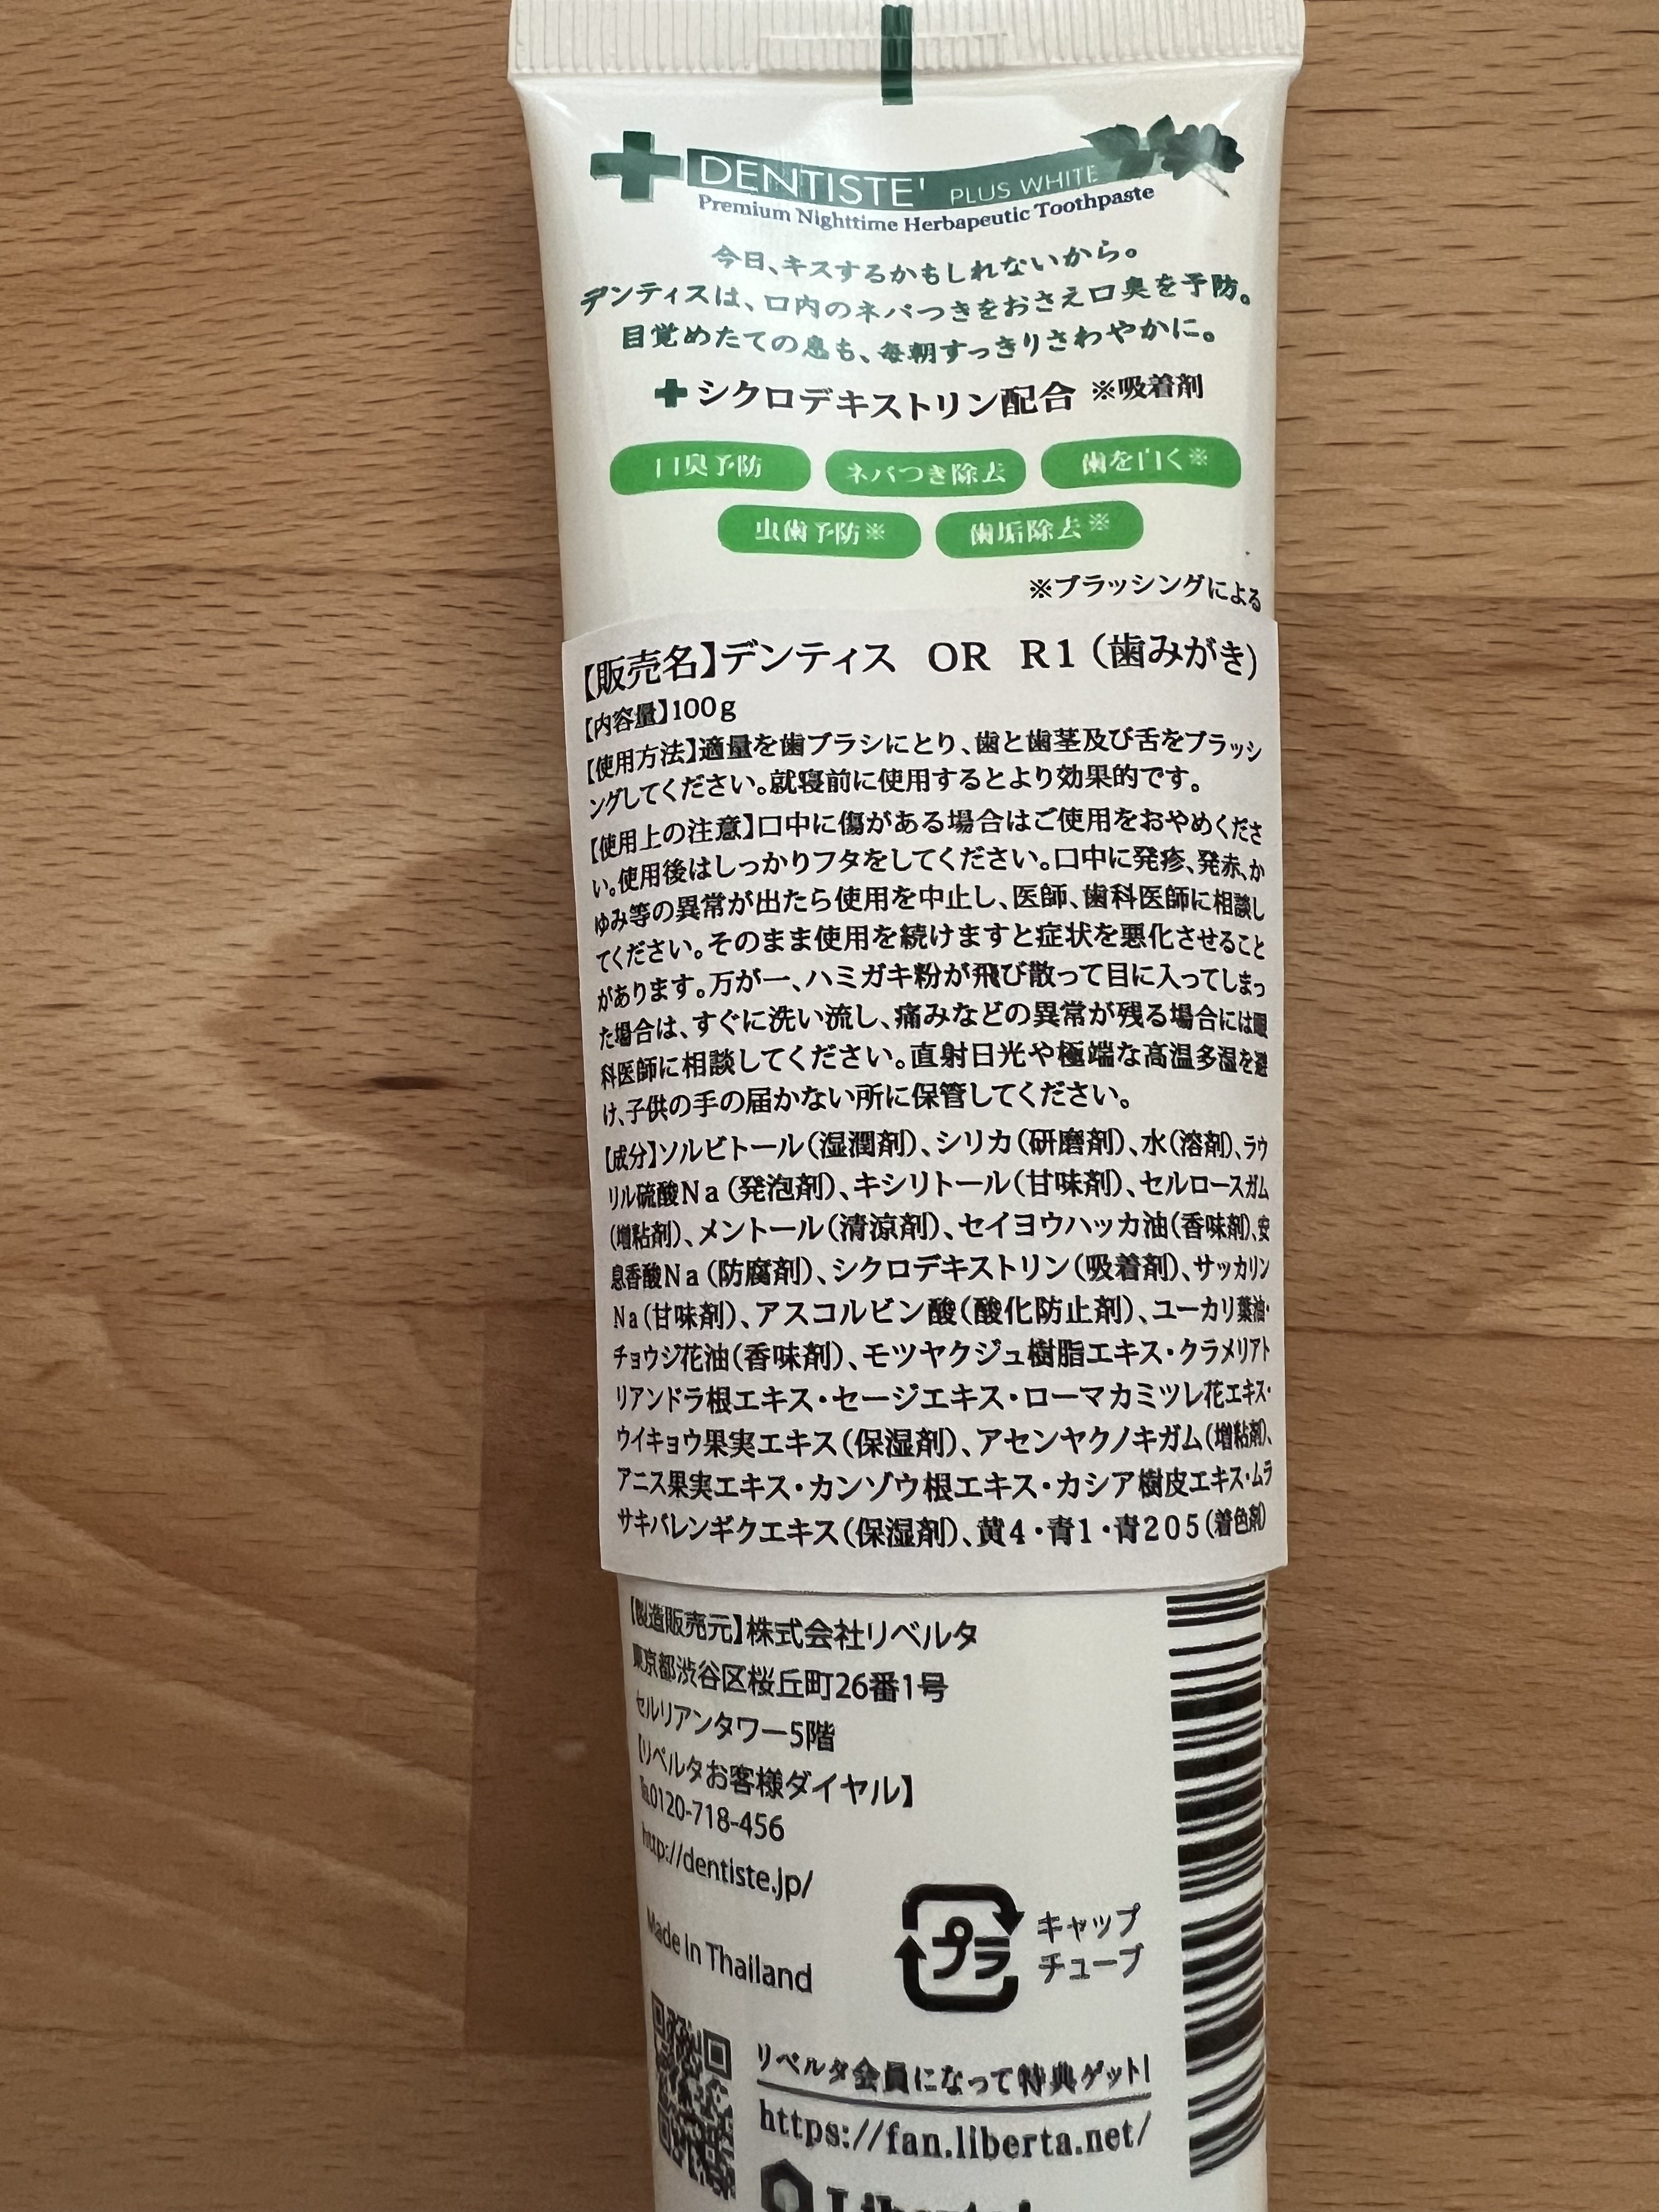 DENTISTE' PLUS WHITE
Premium Nighttime Herbapeutic Toothpaste
今日、キスするかもしれないから。
デンティスは、口内のネバつきをおさえ口臭を予防。
目覚めたての息も、毎朝すっきりさわやかに。
シクロデキストリン配合 ※吸着剤
口臭予防 ネバつき除去 歯を白く※
虫歯予防※ 歯垢除去※
※ブラッシングによる
【販売名】デンティス OR R1（歯みがき）
【内容量】100g
【使用方法】適量を歯ブラシにとり、歯と歯茎及び舌をブラッシ
ングしてください。就寝前に使用するとより効果的です。
【使用上の注意】口中に傷がある場合はご使用をおやめくださ
い。使用後はしっかりフタをしてください。口中に発疹、発赤、か
ゆみ等の異常が出たら使用を中止し、医師、歯科医師に相談し
てください。そのまま使用を続けますと症状を悪化させること
があります。万が一、ハミガキ粉が飛び散って目に入ってしまっ
た場合は、すぐに洗い流し、痛みなどの異常が残る場合には眼
科医師に相談してください。直射日光や極端な高温多湿を避
け、子供の手の届かない所に保管してください。
【成分】ソルビトール（湿潤剤）、シリカ（研磨剤）、水（溶剤）、ラウ
リル硫酸Na（発泡剤）、キシリトール（甘味剤）、セルロースガム
（増粘剤）、メントール（清涼剤）、セイヨウハッカ油（香味剤）、安
息香酸Na（防腐剤）、シクロデキストリン（吸着剤）、サッカリン
Na（甘味剤）、アスコルビン酸（酸化防止剤）、ユーカリ葉油・
チョウジ花油（香味剤）、モツヤクジュ樹脂エキス・クラメリアト
リアンドラ根エキス・セージエキス・ローマカミツレ花エキス・
ウイキョウ果実エキス（保湿剤）、アセンヤクノキガム（増粘剤）、
アニス果実エキス・カンゾウ根エキス・カシア樹皮エキス・ムラ
サキバレンギクエキス（保湿剤）、黄4・青1・青205（着色剤）
【製造販売元】株式会社リベルタ
東京都渋谷区桜丘町26番1号
セルリアンタワー5階
【リベルタお客様ダイヤル】
℡0120-718-456
http://dentiste.jp/
Made In Thailand
プラ
キャップ
チューブ
リベルタ会員になって特典ゲット!
https://fan.liberta.net/